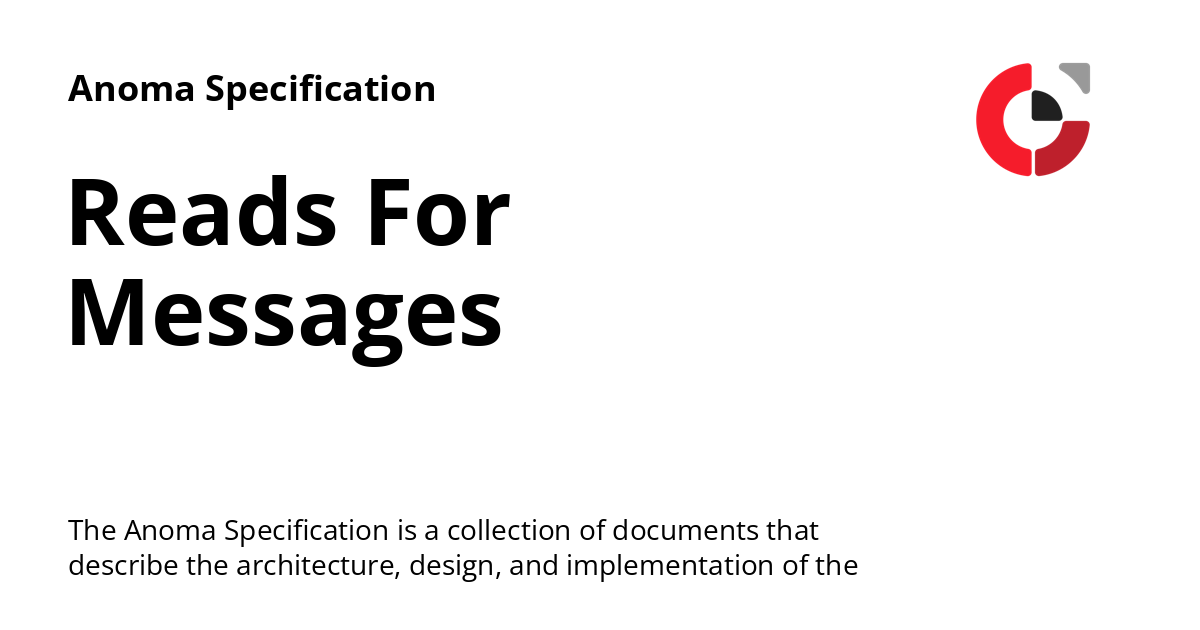 Anoma Specification
Reads For
Messages
The Anoma Specification is a collection of documents that
describe the architecture, design, and implementation of the